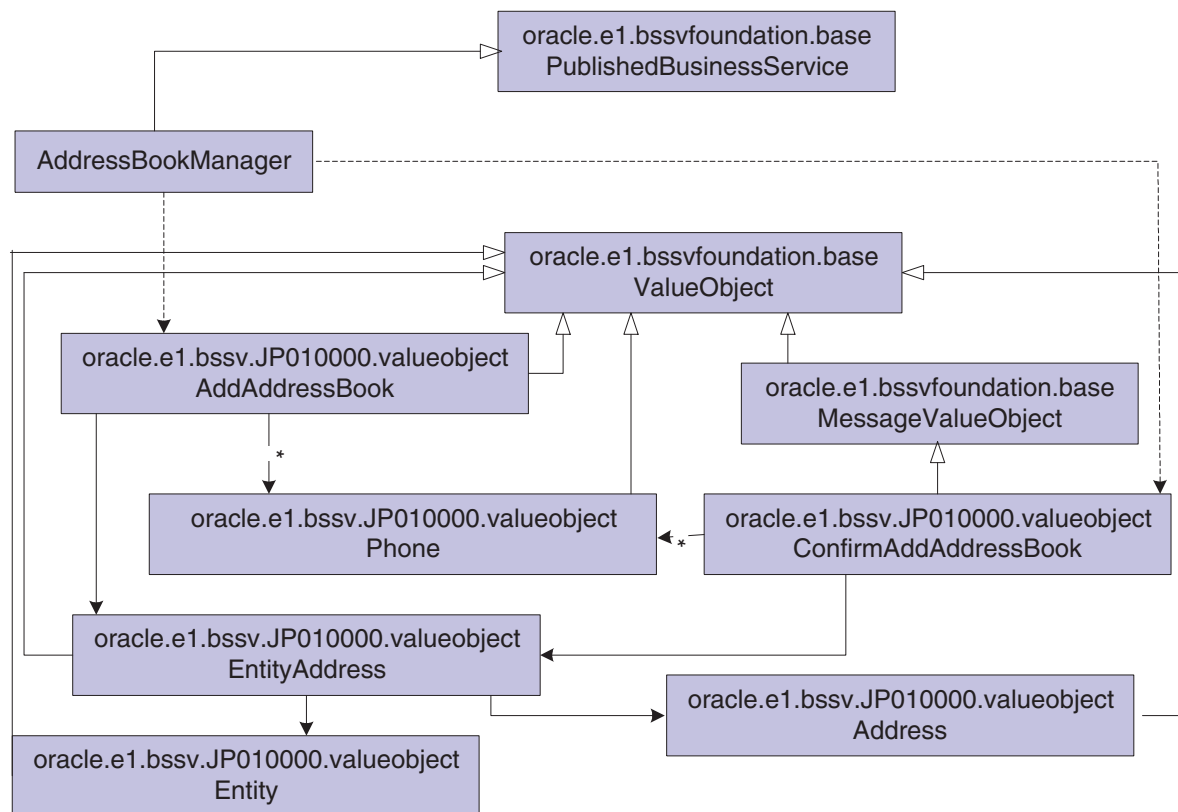 oracle.e1.bssvfoundation.base
PublishedBusinessService
AddressBookManager
oracle.e1.bssvfoundation.base
ValueObject
oracle.e1.bssv.JP010000.valueobject
AddAddressBook
oracle.e1.bssvfoundation.base
MessageValueObject
*
oracle.e1.bssv.JP010000.valueobject
Phone
*
oracle.e1.bssv.JP010000.valueobject
ConfirmAddAddressBook
oracle.e1.bssv.JP010000.valueobject
EntityAddress
oracle.e1.bssv.JP010000.valueobject
Address
oracle.e1.bssv.JP010000.valueobject
Entity